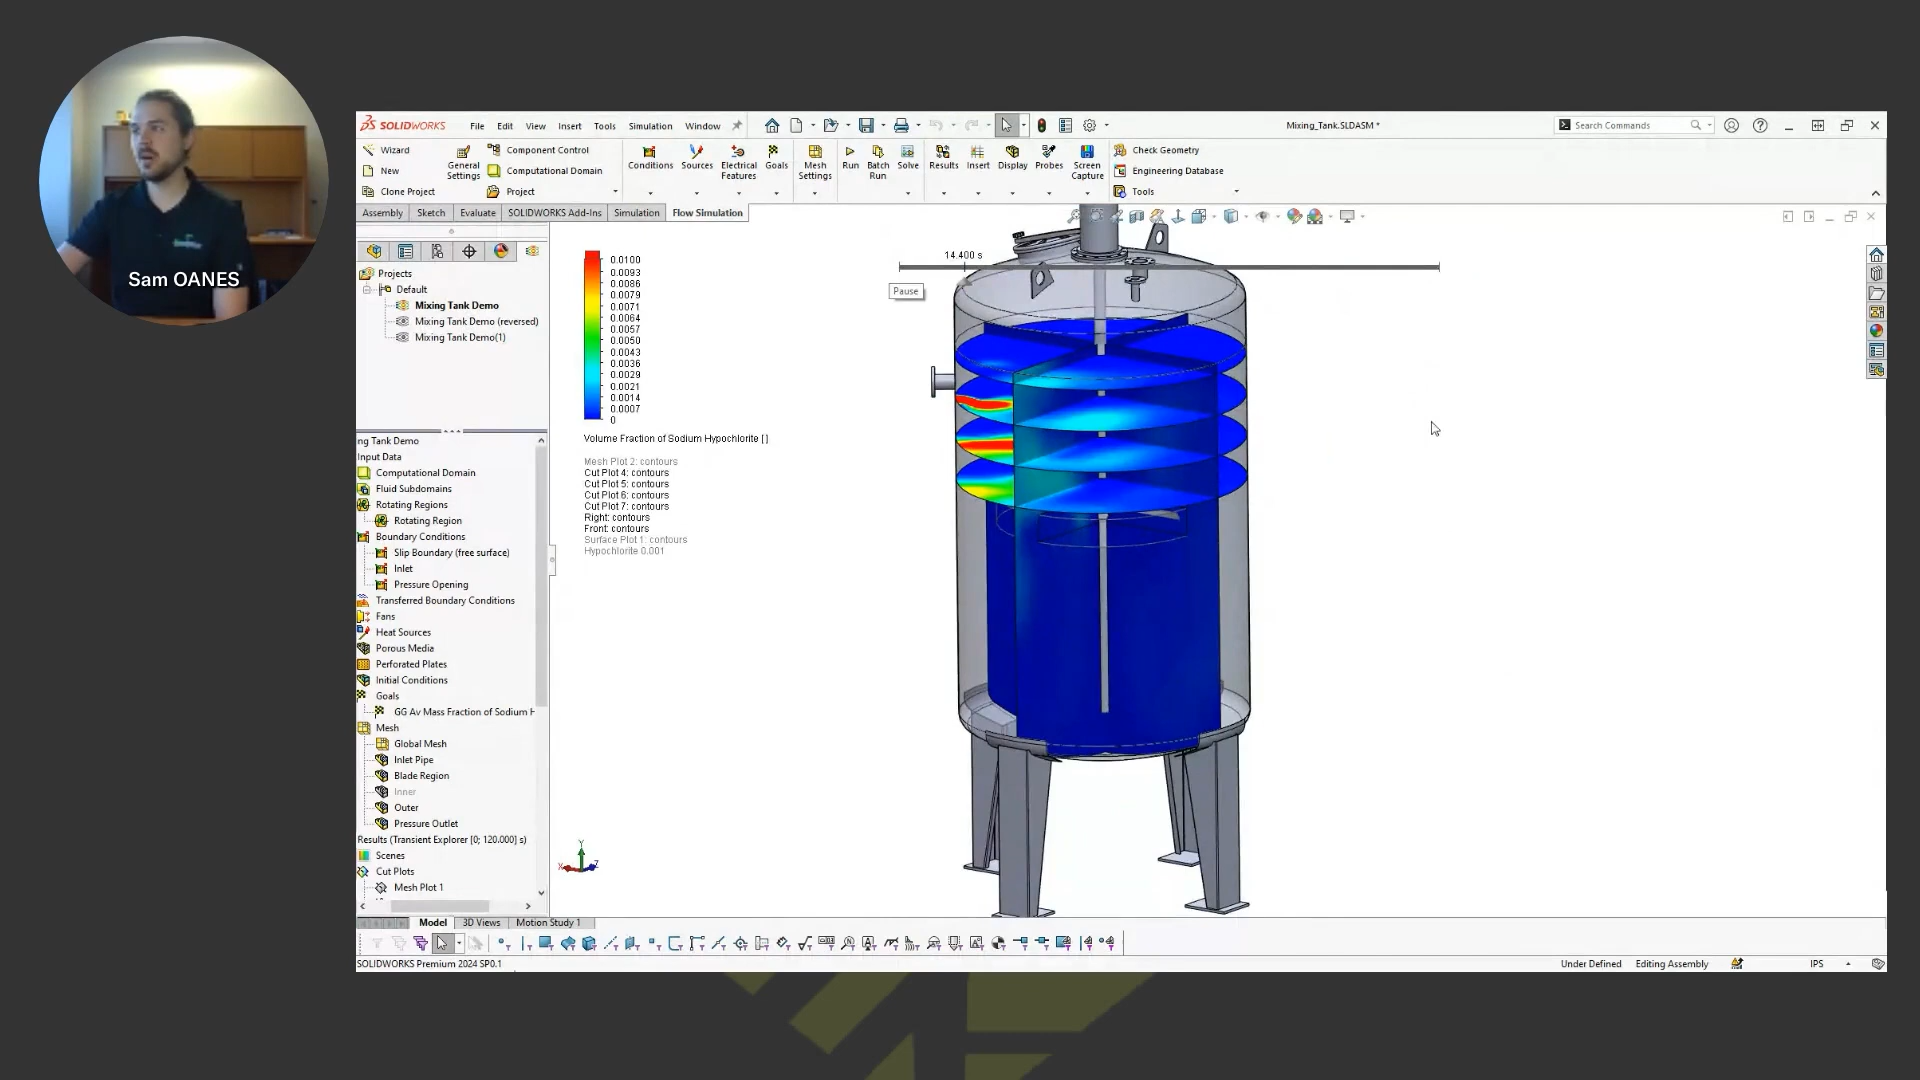 Sam OANES
SOLIDWORKS File Edit View Insert Tools Simulation Window Mixing_Tank.SLDASM * Search Commands
Wizard
New
Clone Project
General Settings
Component Control
Computational Domain
Project
Conditions
Sources
Electrical Features
Goals
Mesh Settings
Run
Batch Run
Solve
Results
Insert
Display
Probes
Screen Capture
Check Geometry
Engineering Database
Tools
Assembly Sketch Evaluate SOLIDWORKS Add-Ins Simulation Flow Simulation
Projects
Default
Mixing Tank Demo
Mixing Tank Demo (reversed)
Mixing Tank Demo(1)
ng Tank Demo
Input Data
Computational Domain
Fluid Subdomains
Rotating Regions
Rotating Region
Boundary Conditions
Slip Boundary (free surface)
Inlet
Pressure Opening
Transferred Boundary Conditions
Fans
Heat Sources
Porous Media
Perforated Plates
Initial Conditions
Goals
GG Av Mass Fraction of Sodium H
Mesh
Global Mesh
Inlet Pipe
Blade Region
Inner
Outer
Pressure Outlet
Results (Transient Explorer [0; 120.000] s)
Scenes
Cut Plots
Mesh Plot 1
0.0100
0.0093
0.0086
0.0079
0.0071
0.0064
0.0057
0.0050
0.0043
0.0036
0.0029
0.0021
0.0014
0.0007
0
Volume Fraction of Sodium Hypochlorite [ ]
Mesh Plot 2: contours
Cut Plot 4: contours
Cut Plot 5: contours
Cut Plot 6: contours
Cut Plot 7: contours
Right: contours
Front: contours
Surface Plot 1: contours
Hypochlorite 0.001
14.400 s
Pause
Y
X
Z
Model 3D Views Motion Study 1
SOLIDWORKS Premium 2024 SP0.1 Under Defined Editing Assembly IPS